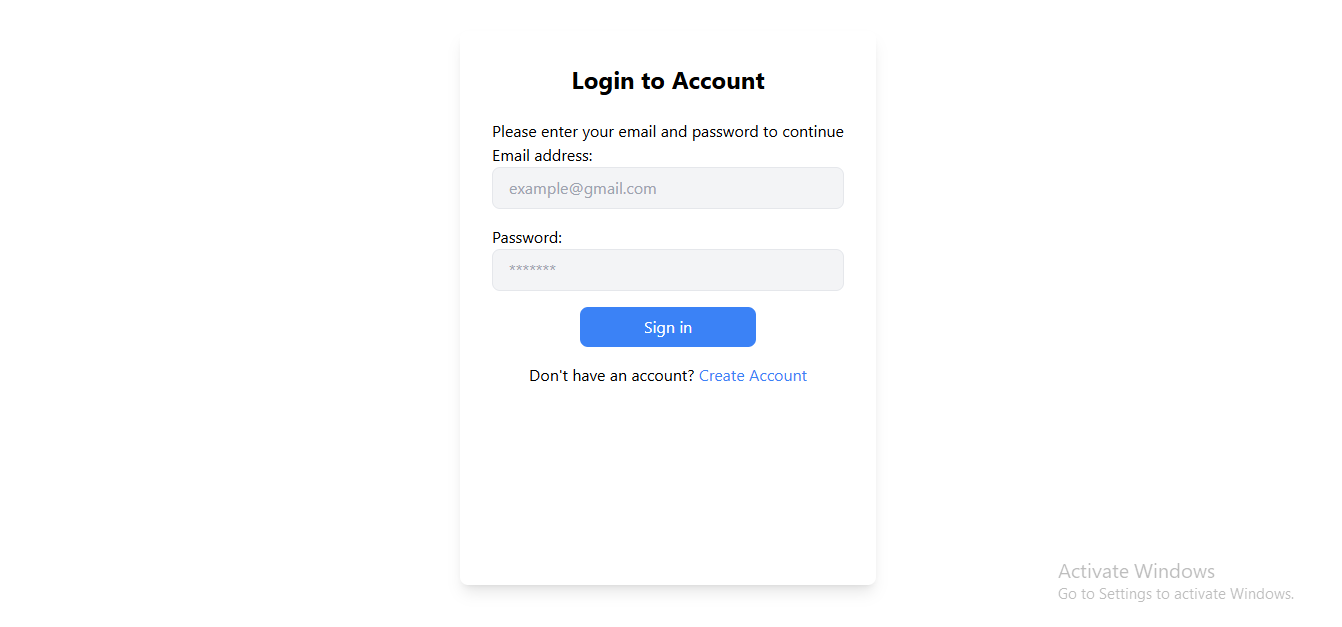 Login to Account
Please enter your email and password to continue
Email address:
example@gmail.com
Password:
*******
Sign in
Don't have an account? Create Account
Activate Windows
Go to Settings to activate Windows.